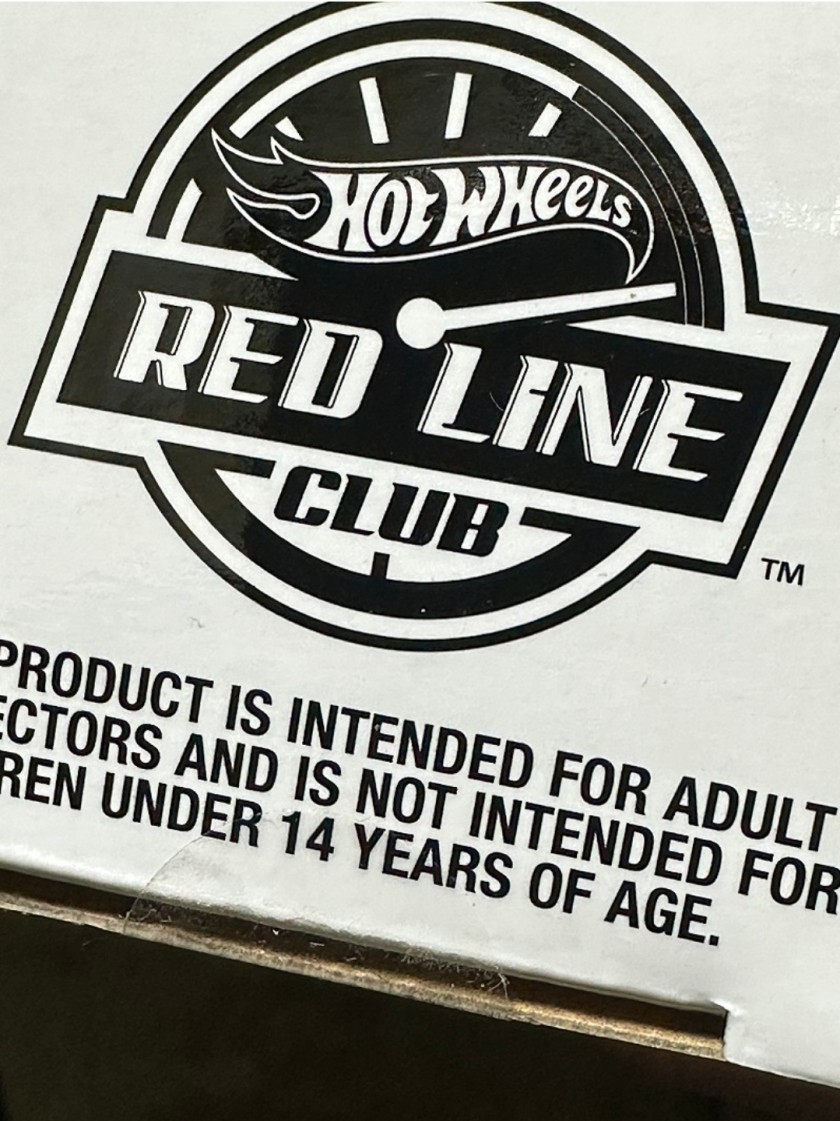 HOT WHEELS
RED LINE
CLUB
TM
PRODUCT IS INTENDED FOR ADULT
ECTORS AND IS NOT INTENDED FOR
REN UNDER 14 YEARS OF AGE.